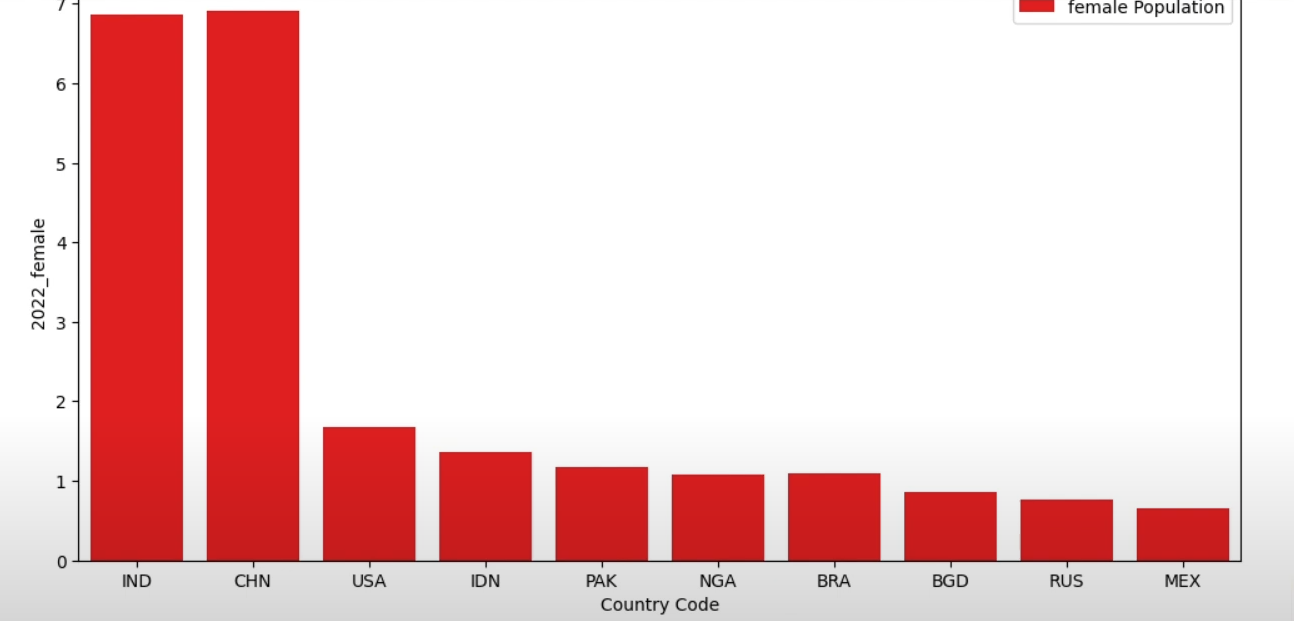 female Population
7
6
5
4
3
2
1
0
2022_female
IND CHN USA IDN PAK NGA BRA BGD RUS MEX
Country Code